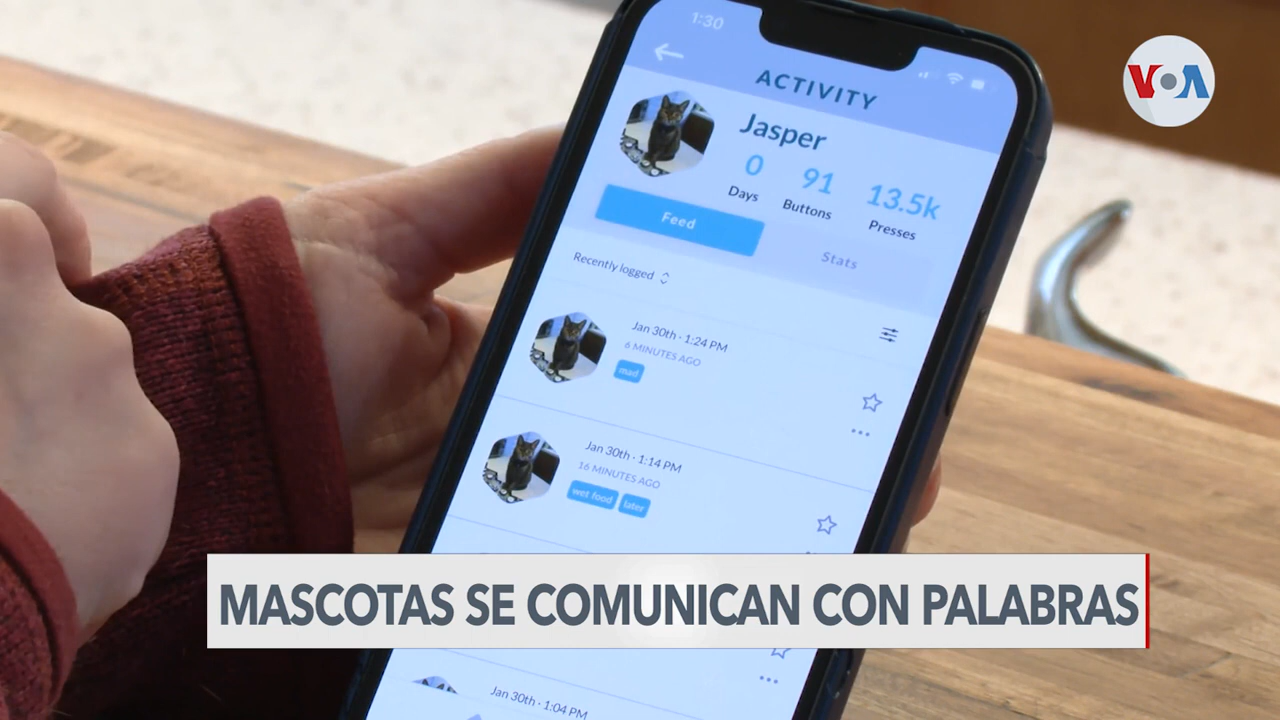 1:30
VOA
ACTIVITY
Jasper
0 91 13.5k
Days Buttons Presses
Feed Stats
Recently logged
Jan 30th · 1:24 PM
6 MINUTES AGO
mad
Jan 30th · 1:14 PM
16 MINUTES AGO
wet food later
MASCOTAS SE COMUNICAN CON PALABRAS
Jan 30th · 1:04 PM